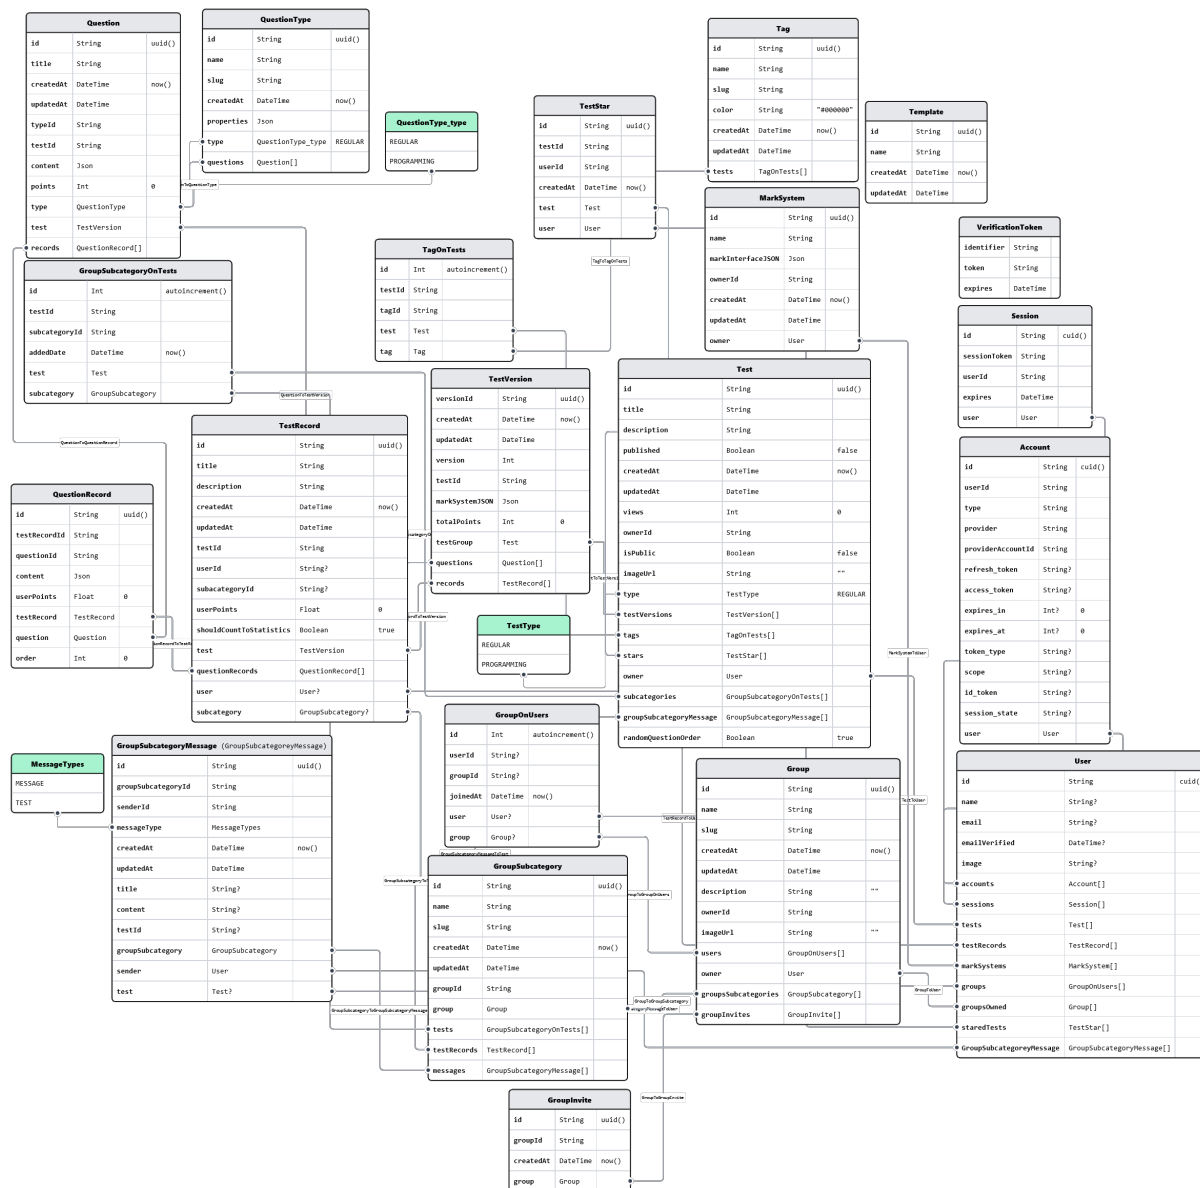 Question
id String uuid()
title String
createdAt DateTime now()
updatedAt DateTime
typeId String
testId String
content Json
points Int 0
type QuestionType
test TestVersion
records QuestionRecord[]
QuestionType
id String uuid()
name String
slug String
createdAt DateTime now()
properties Json
type QuestionType_type REGULAR
questions Question[]
QuestionType_type
REGULAR
PROGRAMMING
TestStar
id String uuid()
testId String
userId String
createdAt DateTime now()
test Test
user User
Tag
id String uuid()
name String
slug String
color String "#000000"
createdAt DateTime now()
updatedAt DateTime
tests TagOnTests[]
Template
id String uuid()
name String
createdAt DateTime now()
updatedAt DateTime
MarkSystem
id String uuid()
name String
markInterfaceJSON Json
ownerId String
createdAt DateTime now()
updatedAt DateTime
owner User
VerificationToken
identifier String
token String
expires DateTime
GroupSubcategoryOnTests
id Int autoincrement()
testId String
subcategoryId String
addedDate DateTime now()
test Test
subcategory GroupSubcategory
TagOnTests
id Int autoincrement()
testId String
tagId String
test Test
tag Tag
TagToTagOnTests
Session
id String cuid()
sessionToken String
userId String
expires DateTime
user User
TestVersion
versionId String uuid()
createdAt DateTime now()
updatedAt DateTime
version Int
testId String
markSystemJSON Json
totalPoints Int 0
testGroup Test
questions Question[]
records TestRecord[]
Test
id String uuid()
title String
description String
published Boolean false
createdAt DateTime now()
updatedAt DateTime
views Int 0
ownerId String
isPublic Boolean false
imageUrl String ""
type TestType REGULAR
testVersions TestVersion[]
tags TagOnTests[]
stars TestStar[]
owner User
subcategories GroupSubcategoryOnTests[]
groupSubcategoryMessage GroupSubcategoryMessage[]
randomQuestionOrder Boolean true
QuestionToTestVersion
QuestionToQuestionRecord
TestRecord
id String uuid()
title String
description String
createdAt DateTime now()
updatedAt DateTime
testId String
userId String?
subacategoryId String?
userPoints Float 0
shouldCountToStatistics Boolean true
test TestVersion
questionRecords QuestionRecord[]
user User?
subcategory GroupSubcategory?
Account
id String cuid()
userId String
type String
provider String
providerAccountId String
refresh_token String?
access_token String?
expires_in Int? 0
expires_at Int? 0
token_type String?
scope String?
id_token String?
session_state String?
user User
QuestionRecord
id String uuid()
testRecordId String
questionId String
content Json
userPoints Float 0
testRecord TestRecord
question Question
order Int 0
TestType
REGULAR
PROGRAMMING
MarkSystemToUser
GroupOnUsers
id Int autoincrement()
userId String?
groupId String?
joinedAt DateTime now()
user User?
group Group?
MessageTypes
MESSAGE
TEST
GroupSubcategoryMessage (GroupSubcategoreyMessage)
id String uuid()
groupSubcategoryId String
senderId String
messageType MessageTypes
createdAt DateTime now()
updatedAt DateTime
title String?
content String?
testId String?
groupSubcategory GroupSubcategory
sender User
test Test?
Group
id String uuid()
name String
slug String
createdAt DateTime now()
updatedAt DateTime
description String ""
ownerId String
imageUrl String ""
users GroupOnUsers[]
owner User
groupsSubcategories GroupSubcategory[]
groupInvites GroupInvite[]
User
id String cuid(
name String?
email String?
emailVerified DateTime?
image String?
accounts Account[]
sessions Session[]
tests Test[]
testRecords TestRecord[]
markSystems MarkSystem[]
groups GroupOnUsers[]
groupsOwned Group[]
staredTests TestStar[]
GroupSubcategoreyMessage GroupSubcategoryMessage[]
TestToUser
GroupToUser
GroupSubcategoryMessageToTest
GroupSubcategory
id String uuid()
name String
slug String
createdAt DateTime now()
updatedAt DateTime
groupId String
group Group
tests GroupSubcategoryOnTests[]
testRecords TestRecord[]
messages GroupSubcategoryMessage[]
GroupToGroupSubcategory
GroupSubcategoryToGroupSubcategoryMessage
GroupToGroupInvite
GroupInvite
id String uuid()
groupId String
createdAt DateTime now()
group Group